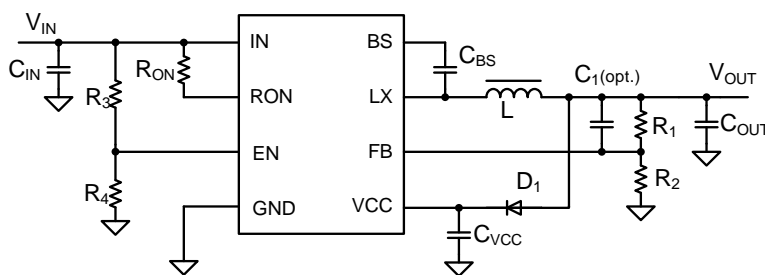 VIN
CIN
R3
RON
R4
IN
RON
EN
GND
BS
LX
FB
VCC
CBS
L
C1(opt.)
VOUT
R1
COUT
R2
D1
CVCC